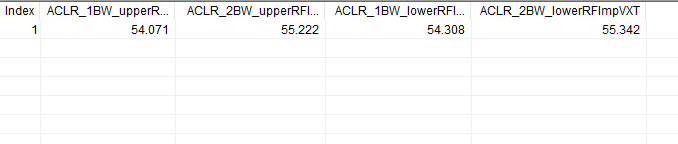 Index ACLR_1BW_upperR... ACLR_2BW_upperRFI... ACLR_1BW_lowerRFI... ACLR_2BW_lowerRFImpVXT
1 54.071 55.222 54.308 55.342